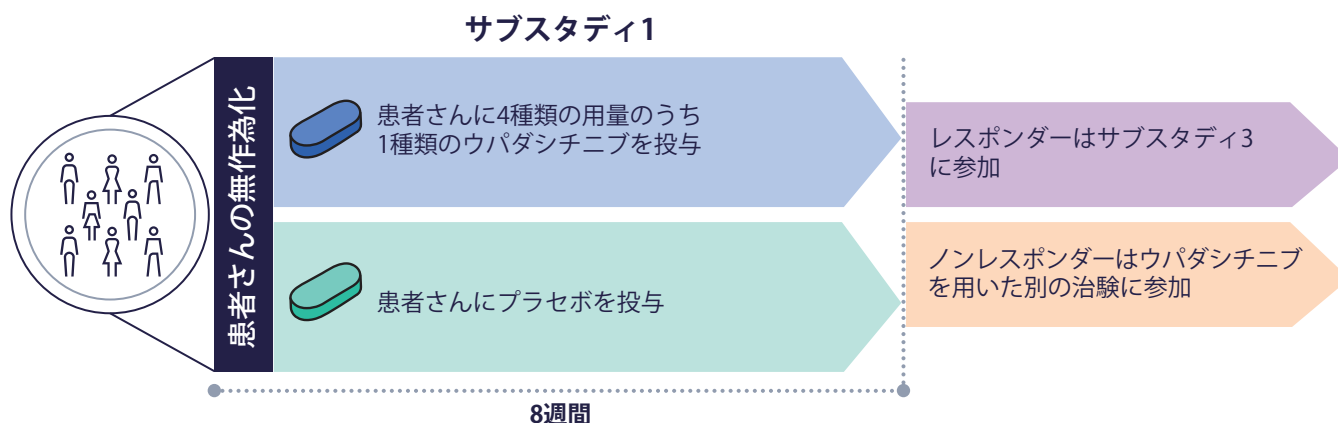 サブスタディ1
患者さんの無作為化
患者さんに4種類の用量のうち
1種類のウパダシチニブを投与
患者さんにプラセボを投与
レスポンダーはサブスタディ3
に参加
ノンレスポンダーはウパダシチニブ
を用いた別の治験に参加
8週間